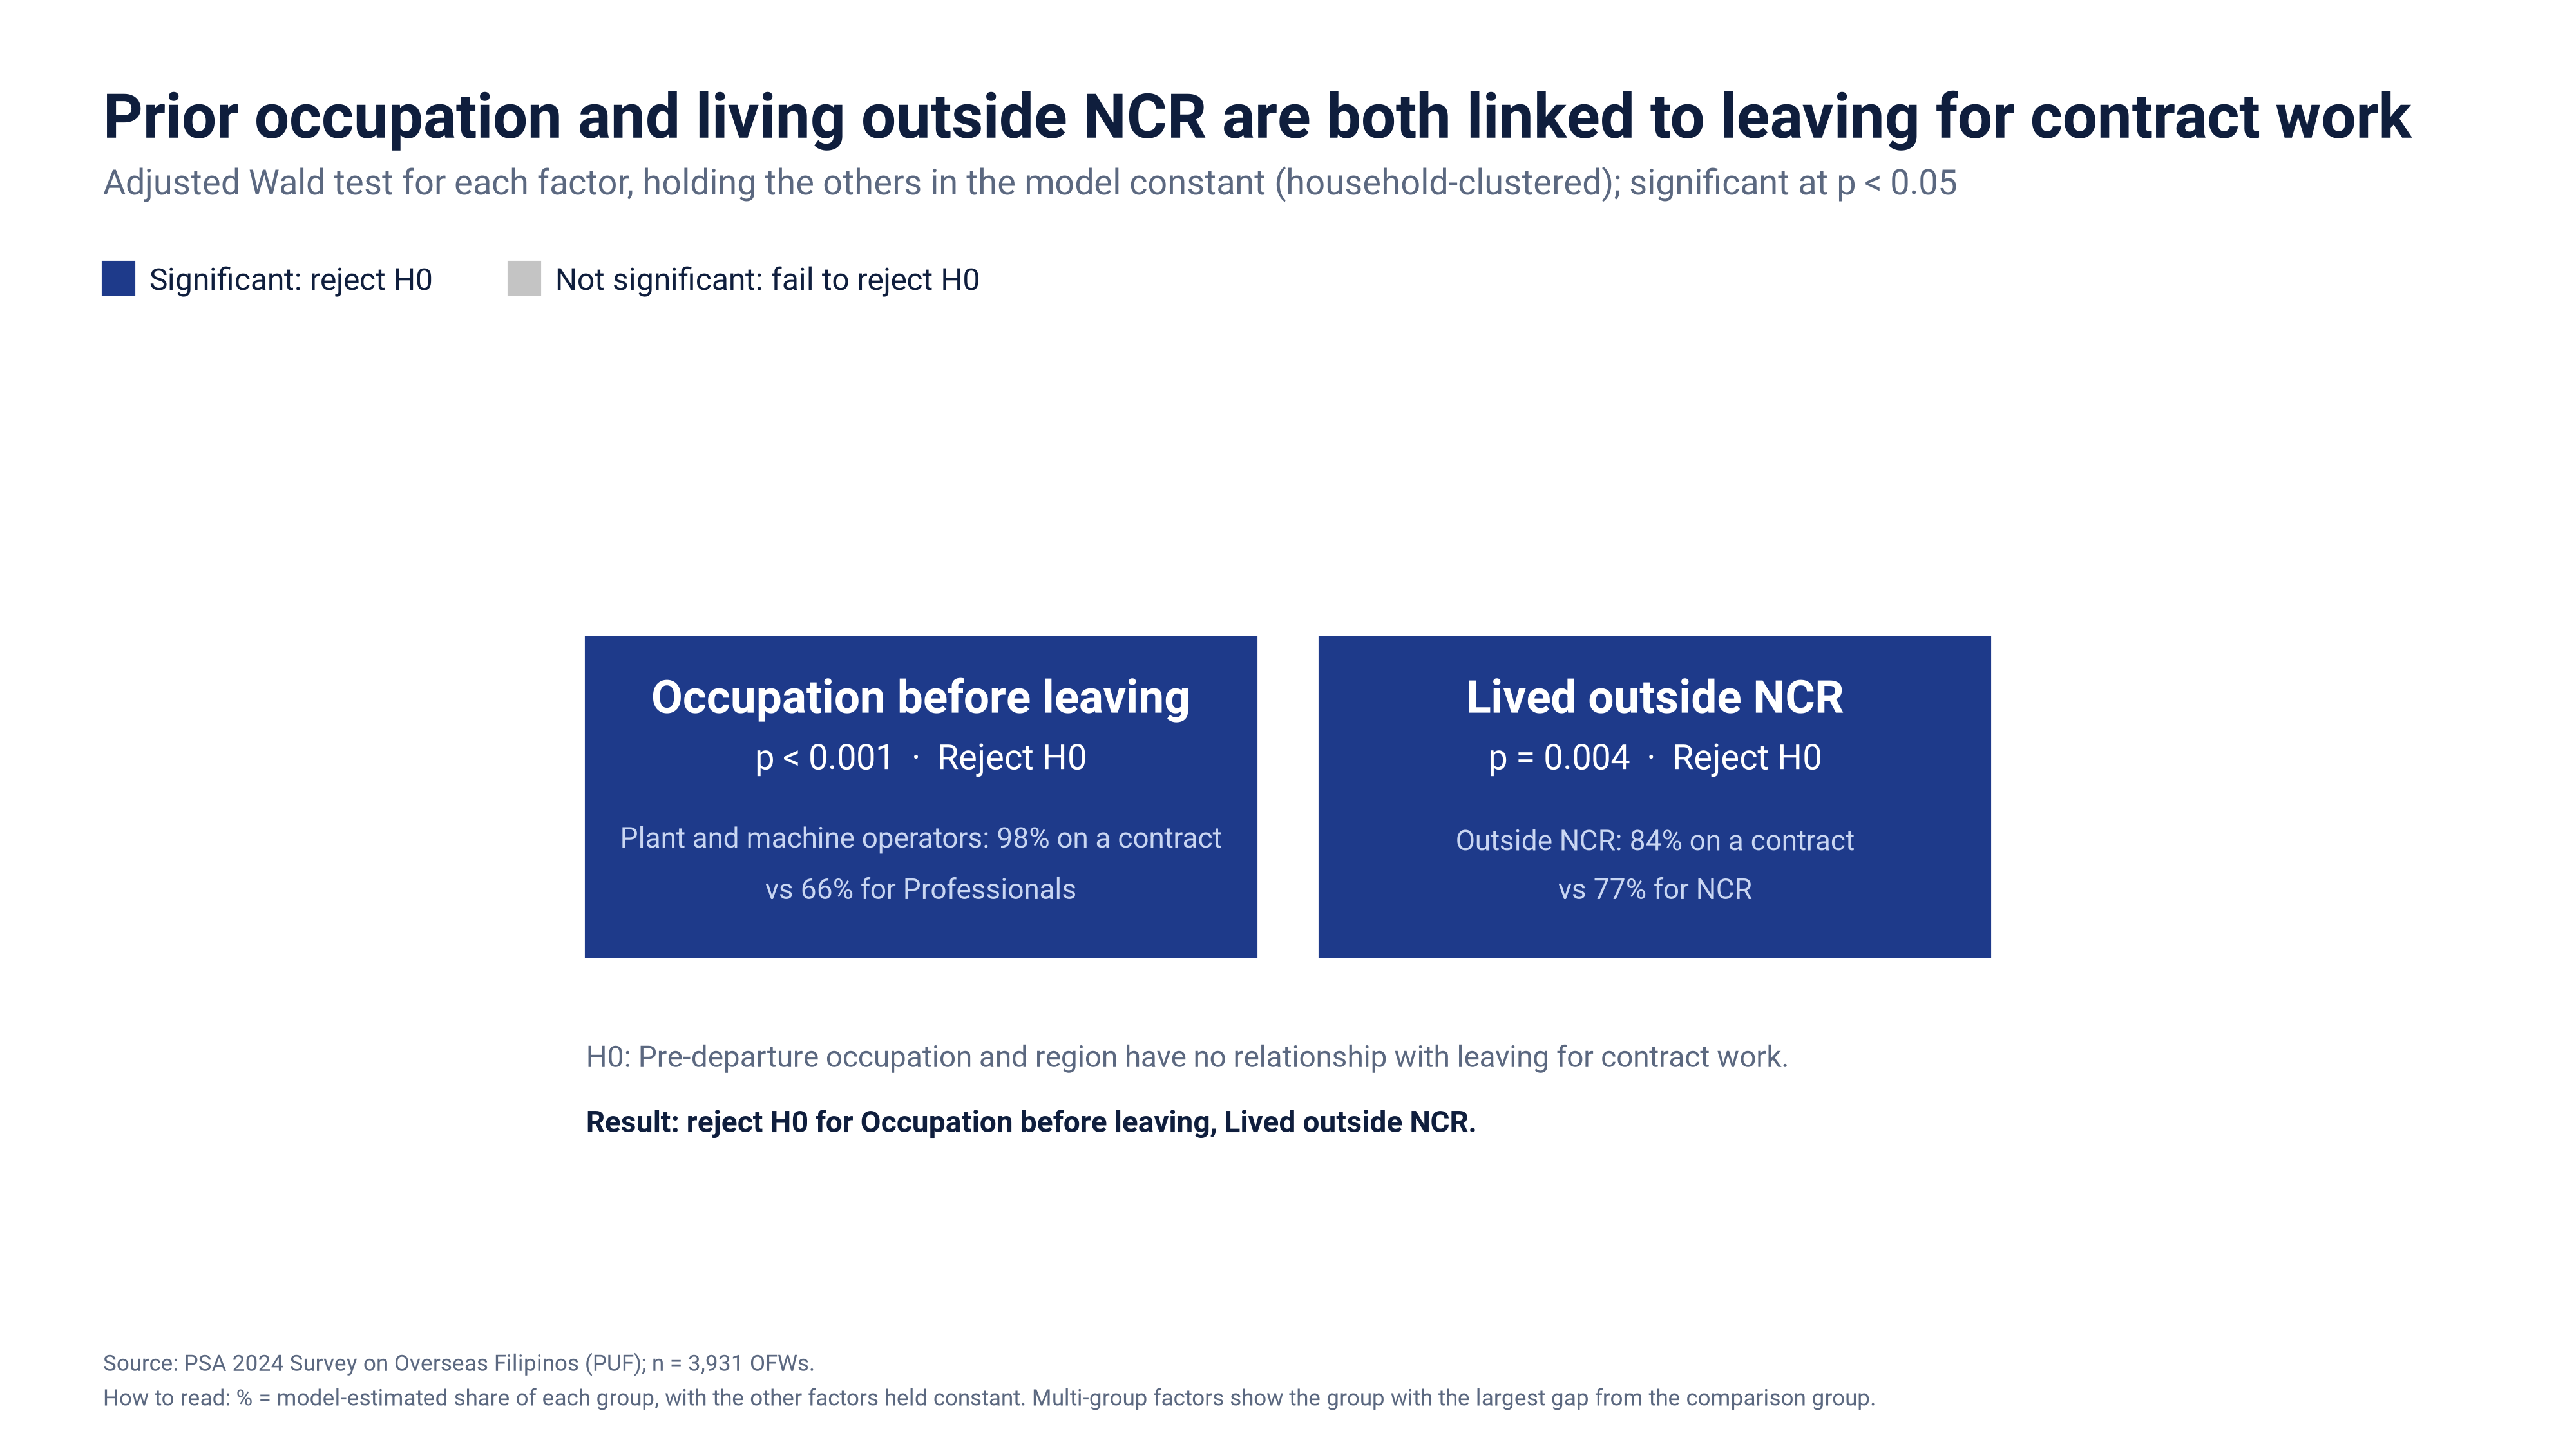 Prior occupation and living outside NCR are both linked to leaving for contract work
Adjusted Wald test for each factor, holding the others in the model constant (household-clustered); significant at p < 0.05
Significant: reject H0
Not significant: fail to reject H0
Occupation before leaving
p < 0.001 · Reject H0
Plant and machine operators: 98% on a contract
vs 66% for Professionals
Lived outside NCR
p = 0.004 · Reject H0
Outside NCR: 84% on a contract
vs 77% for NCR
H0: Pre-departure occupation and region have no relationship with leaving for contract work.
Result: reject H0 for Occupation before leaving, Lived outside NCR.
Source: PSA 2024 Survey on Overseas Filipinos (PUF); n = 3,931 OFWs.
How to read: % = model-estimated share of each group, with the other factors held constant. Multi-group factors show the group with the largest gap from the comparison group.